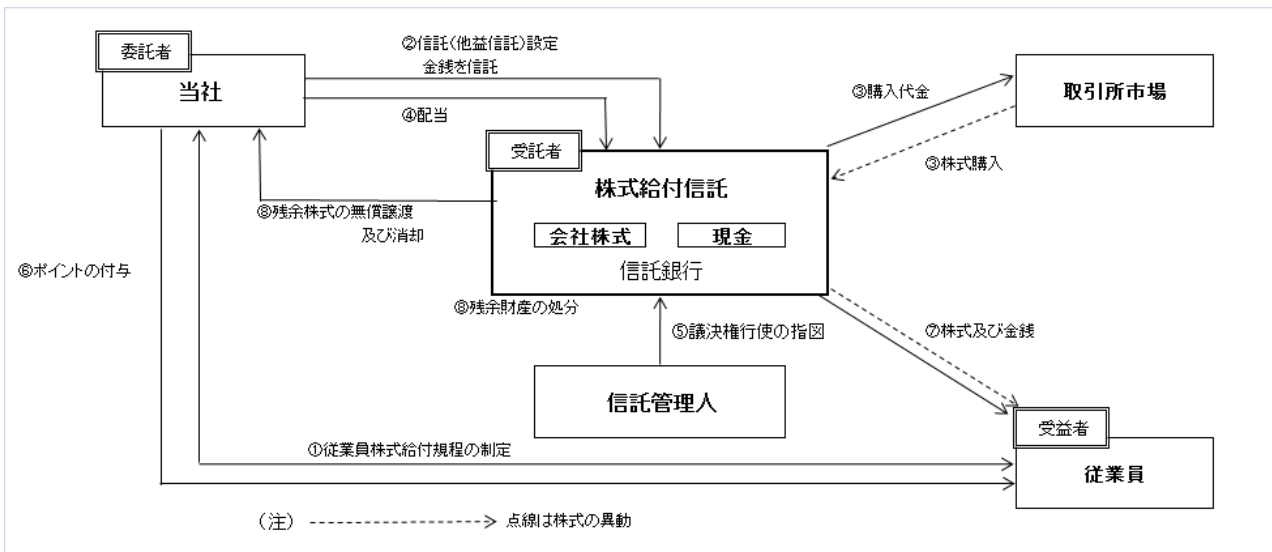 委託者
当社
②信託(他益信託)設定
金銭を信託
④配当
③購入代金
取引所市場
③株式購入
受託者
株式給付信託
会社株式
現金
信託銀行
⑧残余株式の無償譲渡
及び消却
⑥ポイントの付与
⑧残余財産の処分
⑤議決権行使の指図
⑦株式及び金銭
信託管理人
受益者
従業員
①従業員株式給付規程の制定
(注)
点線は株式の異動